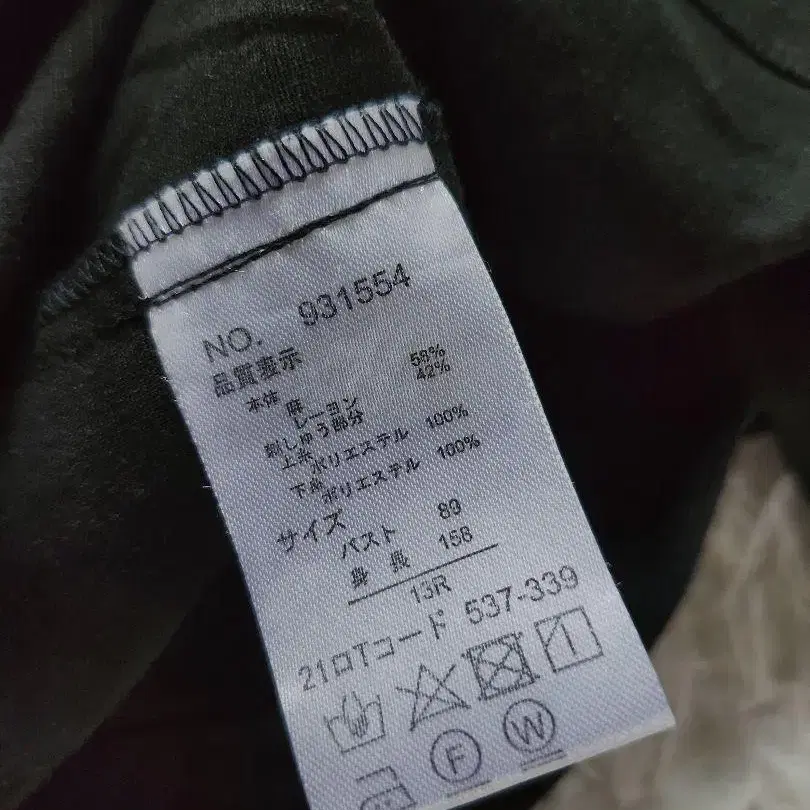 NO. 931554
品質表示
本体 麻 58%
レーヨン 42%
刺しゅう部分
上糸 ポリエステル 100%
下糸 ポリエステル 100%
サイズ
バスト 89
身長 158
13R
21ロTコード 537-339
F W